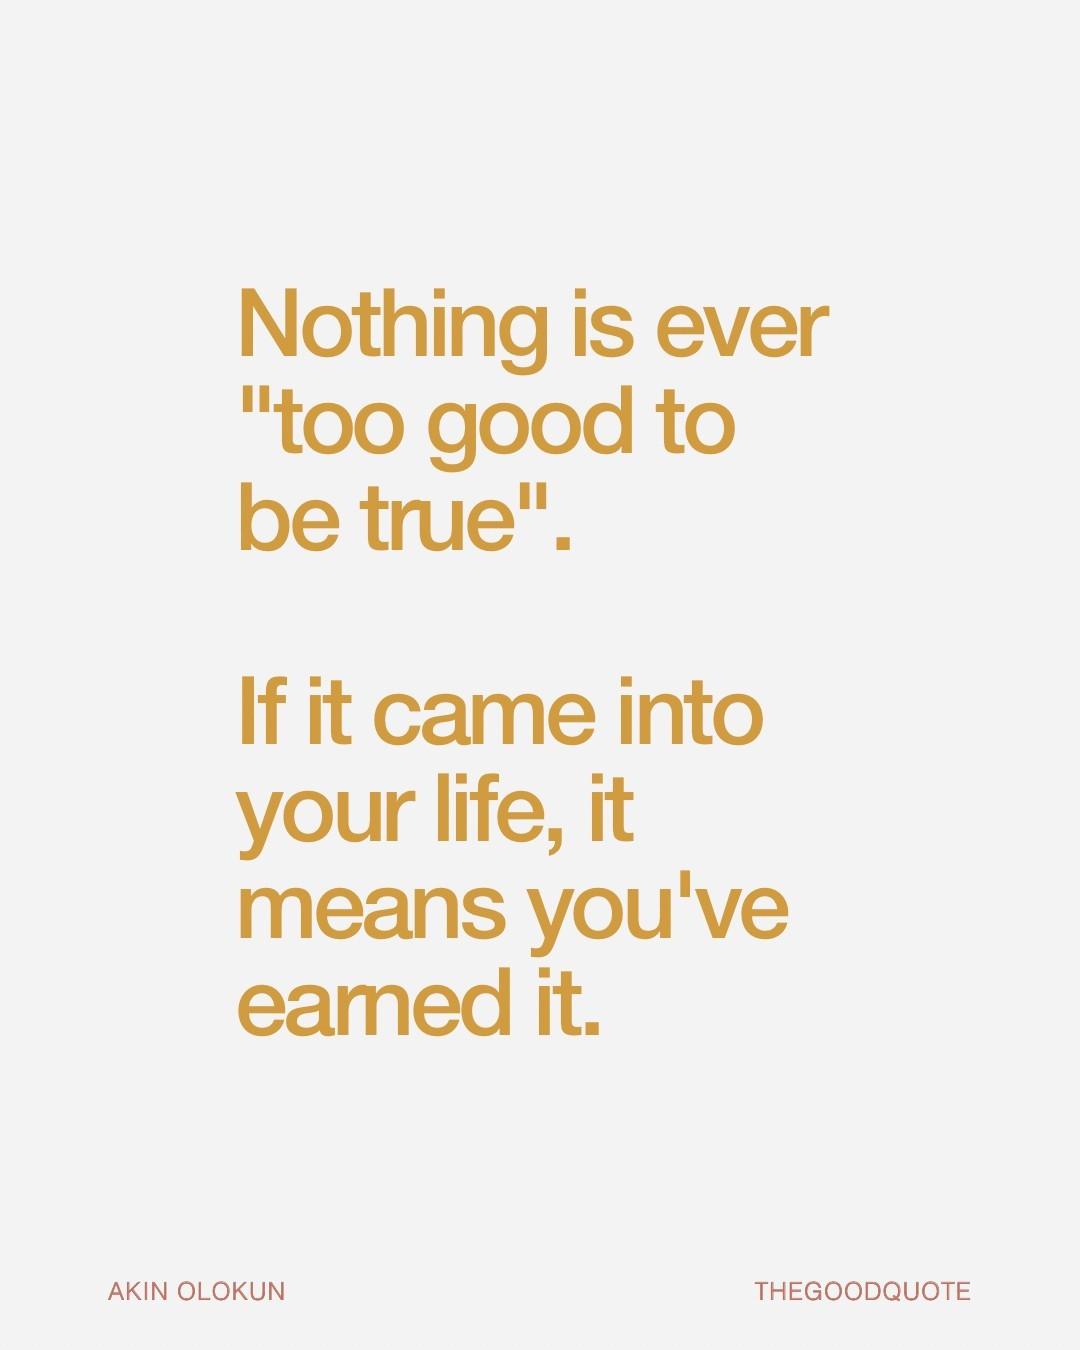 Nothing is ever
"too good to
be true".
If it came into
your life, it
means you've
earned it.
AKIN OLOKUN
THEGOODQUOTE